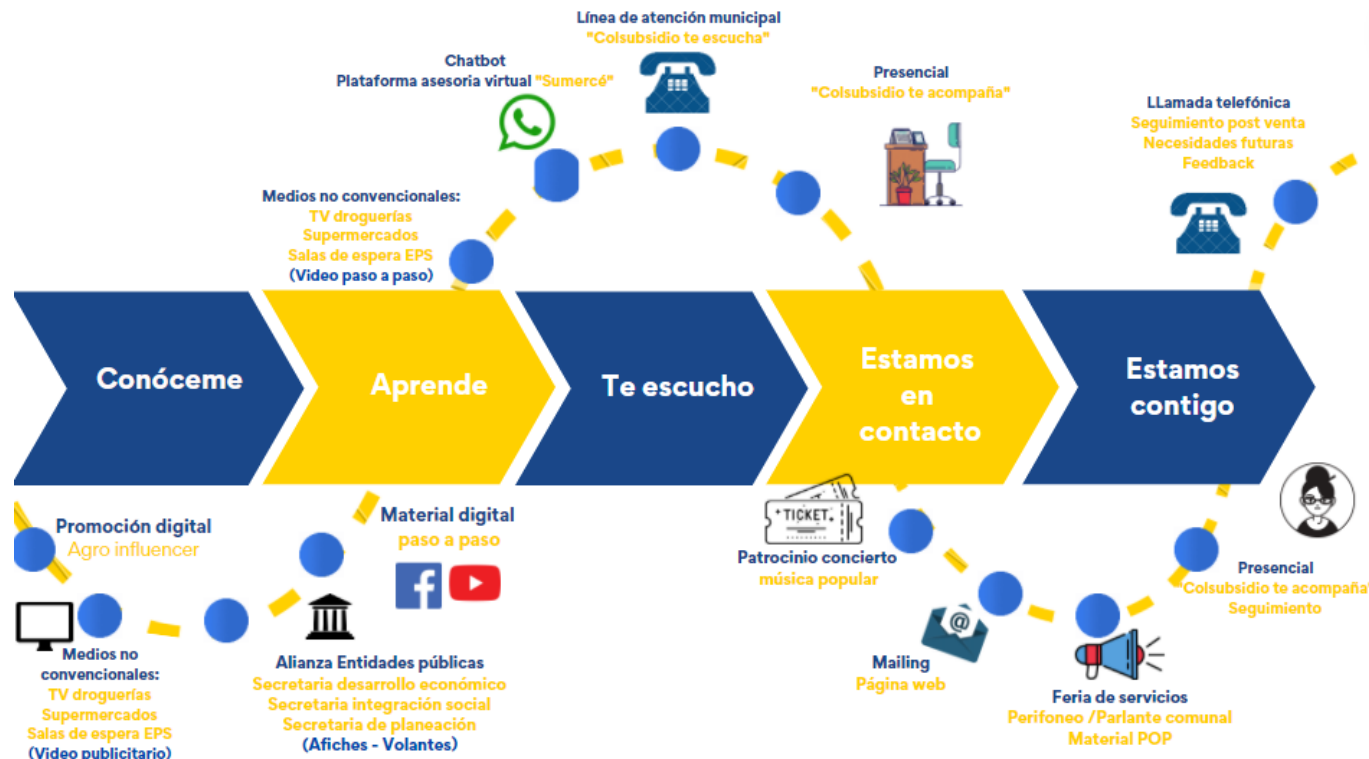 Línea de atención municipal
"Colsubsidio te escucha"
Chatbot
Plataforma asesoria virtual "Sumercé"
Presencial
"Colsubsidio te acompaña"
LLamada telefónica
Seguimiento post venta
Necesidades futuras
Feedback
Medios no convencionales:
TV droguerías
Supermercados
Salas de espera EPS
(Video paso a paso)
Conóceme
Aprende
Te escucho
Estamos
en
contacto
Estamos
contigo
Promoción digital
Agro influencer
Medios no
convencionales:
TV droguerías
Supermercados
Salas de espera EPS
(Video publicitario)
Material digital
paso a paso
Alianza Entidades públicas
Secretaria desarrollo económico
Secretaria integración social
Secretaria de planeación
(Afiches - Volantes)
TICKET
Patrocinio concierto
música popular
@
Mailing
Página web
Feria de servicios
Perifoneo /Parlante comunal
Material POP
Presencial
"Colsubsidio te acompaña"
Seguimiento